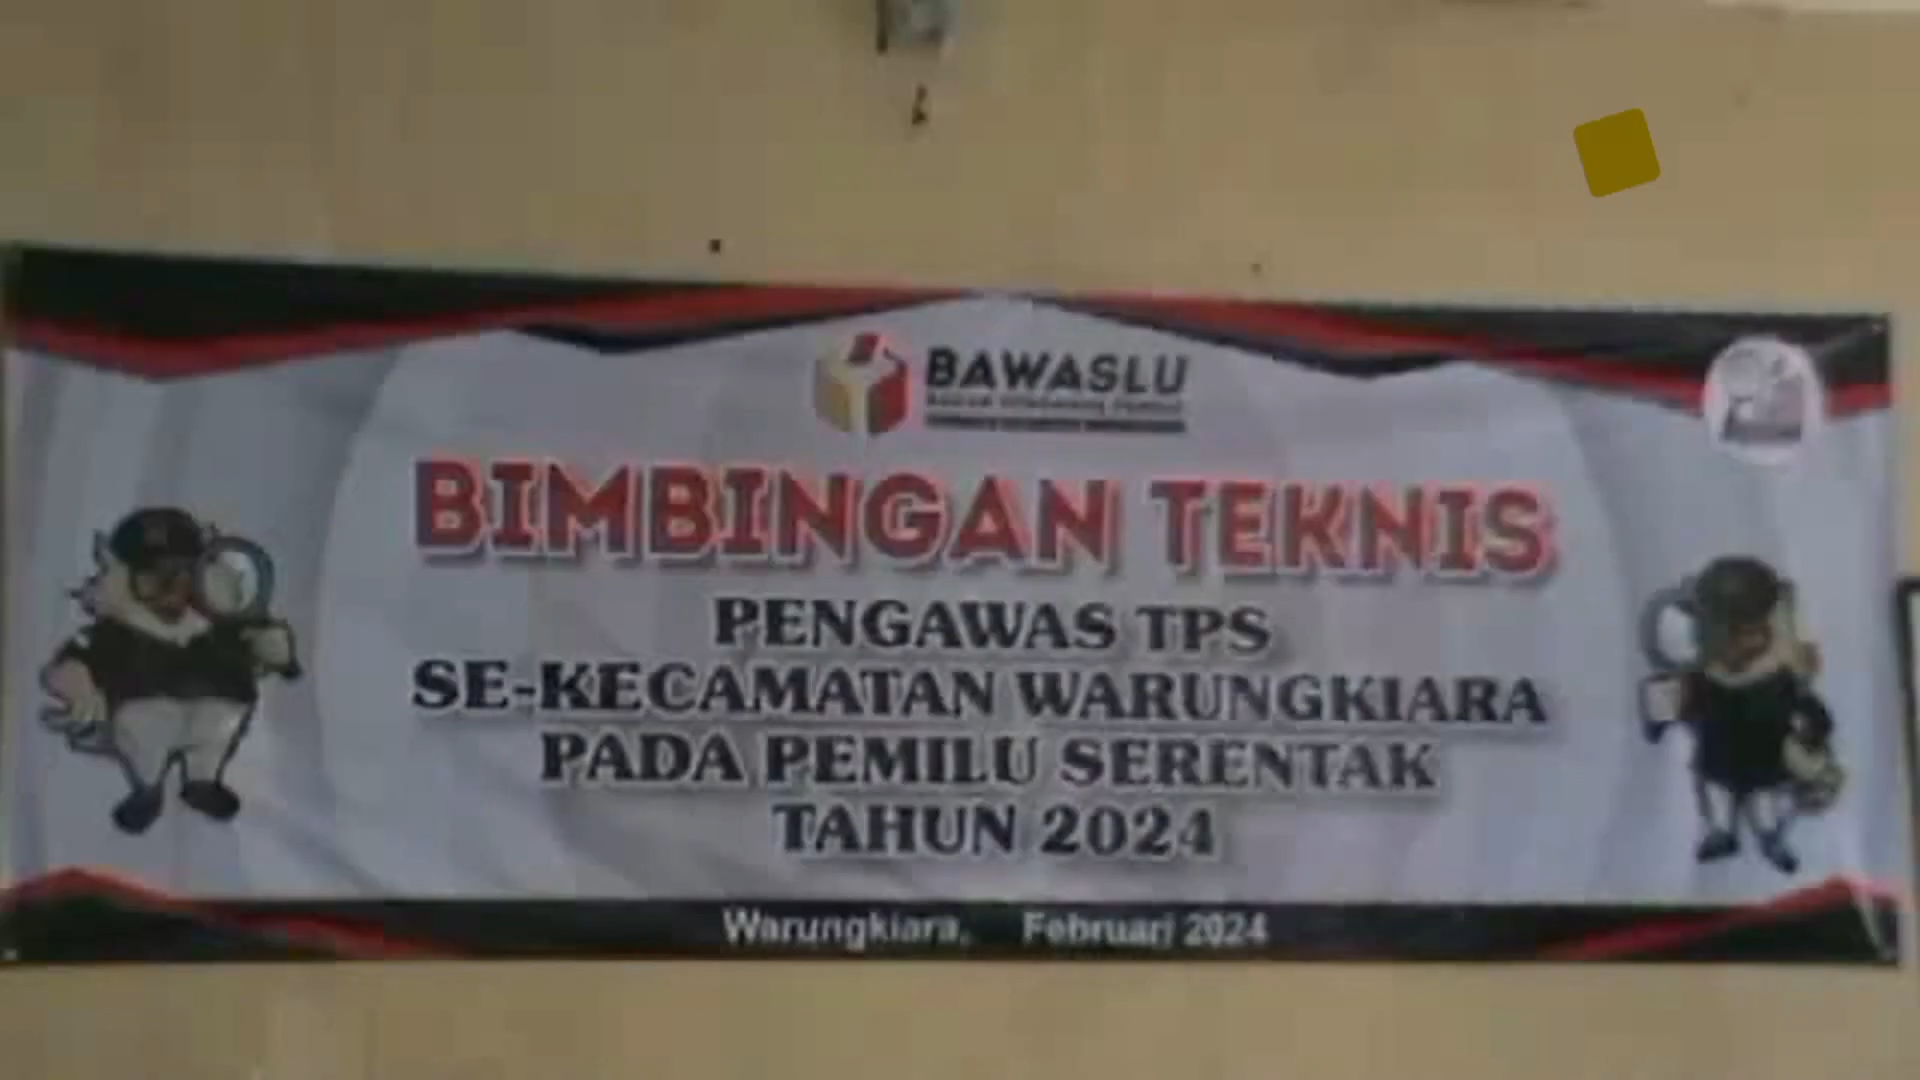 BAWASLU
BIMBINGAN TEKNIS
PENGAWAS TPS
SE-KECAMATAN WARUNGKIARA
PADA PEMILU SERENTAK
TAHUN 2024
Warungkiara, Februari 2024